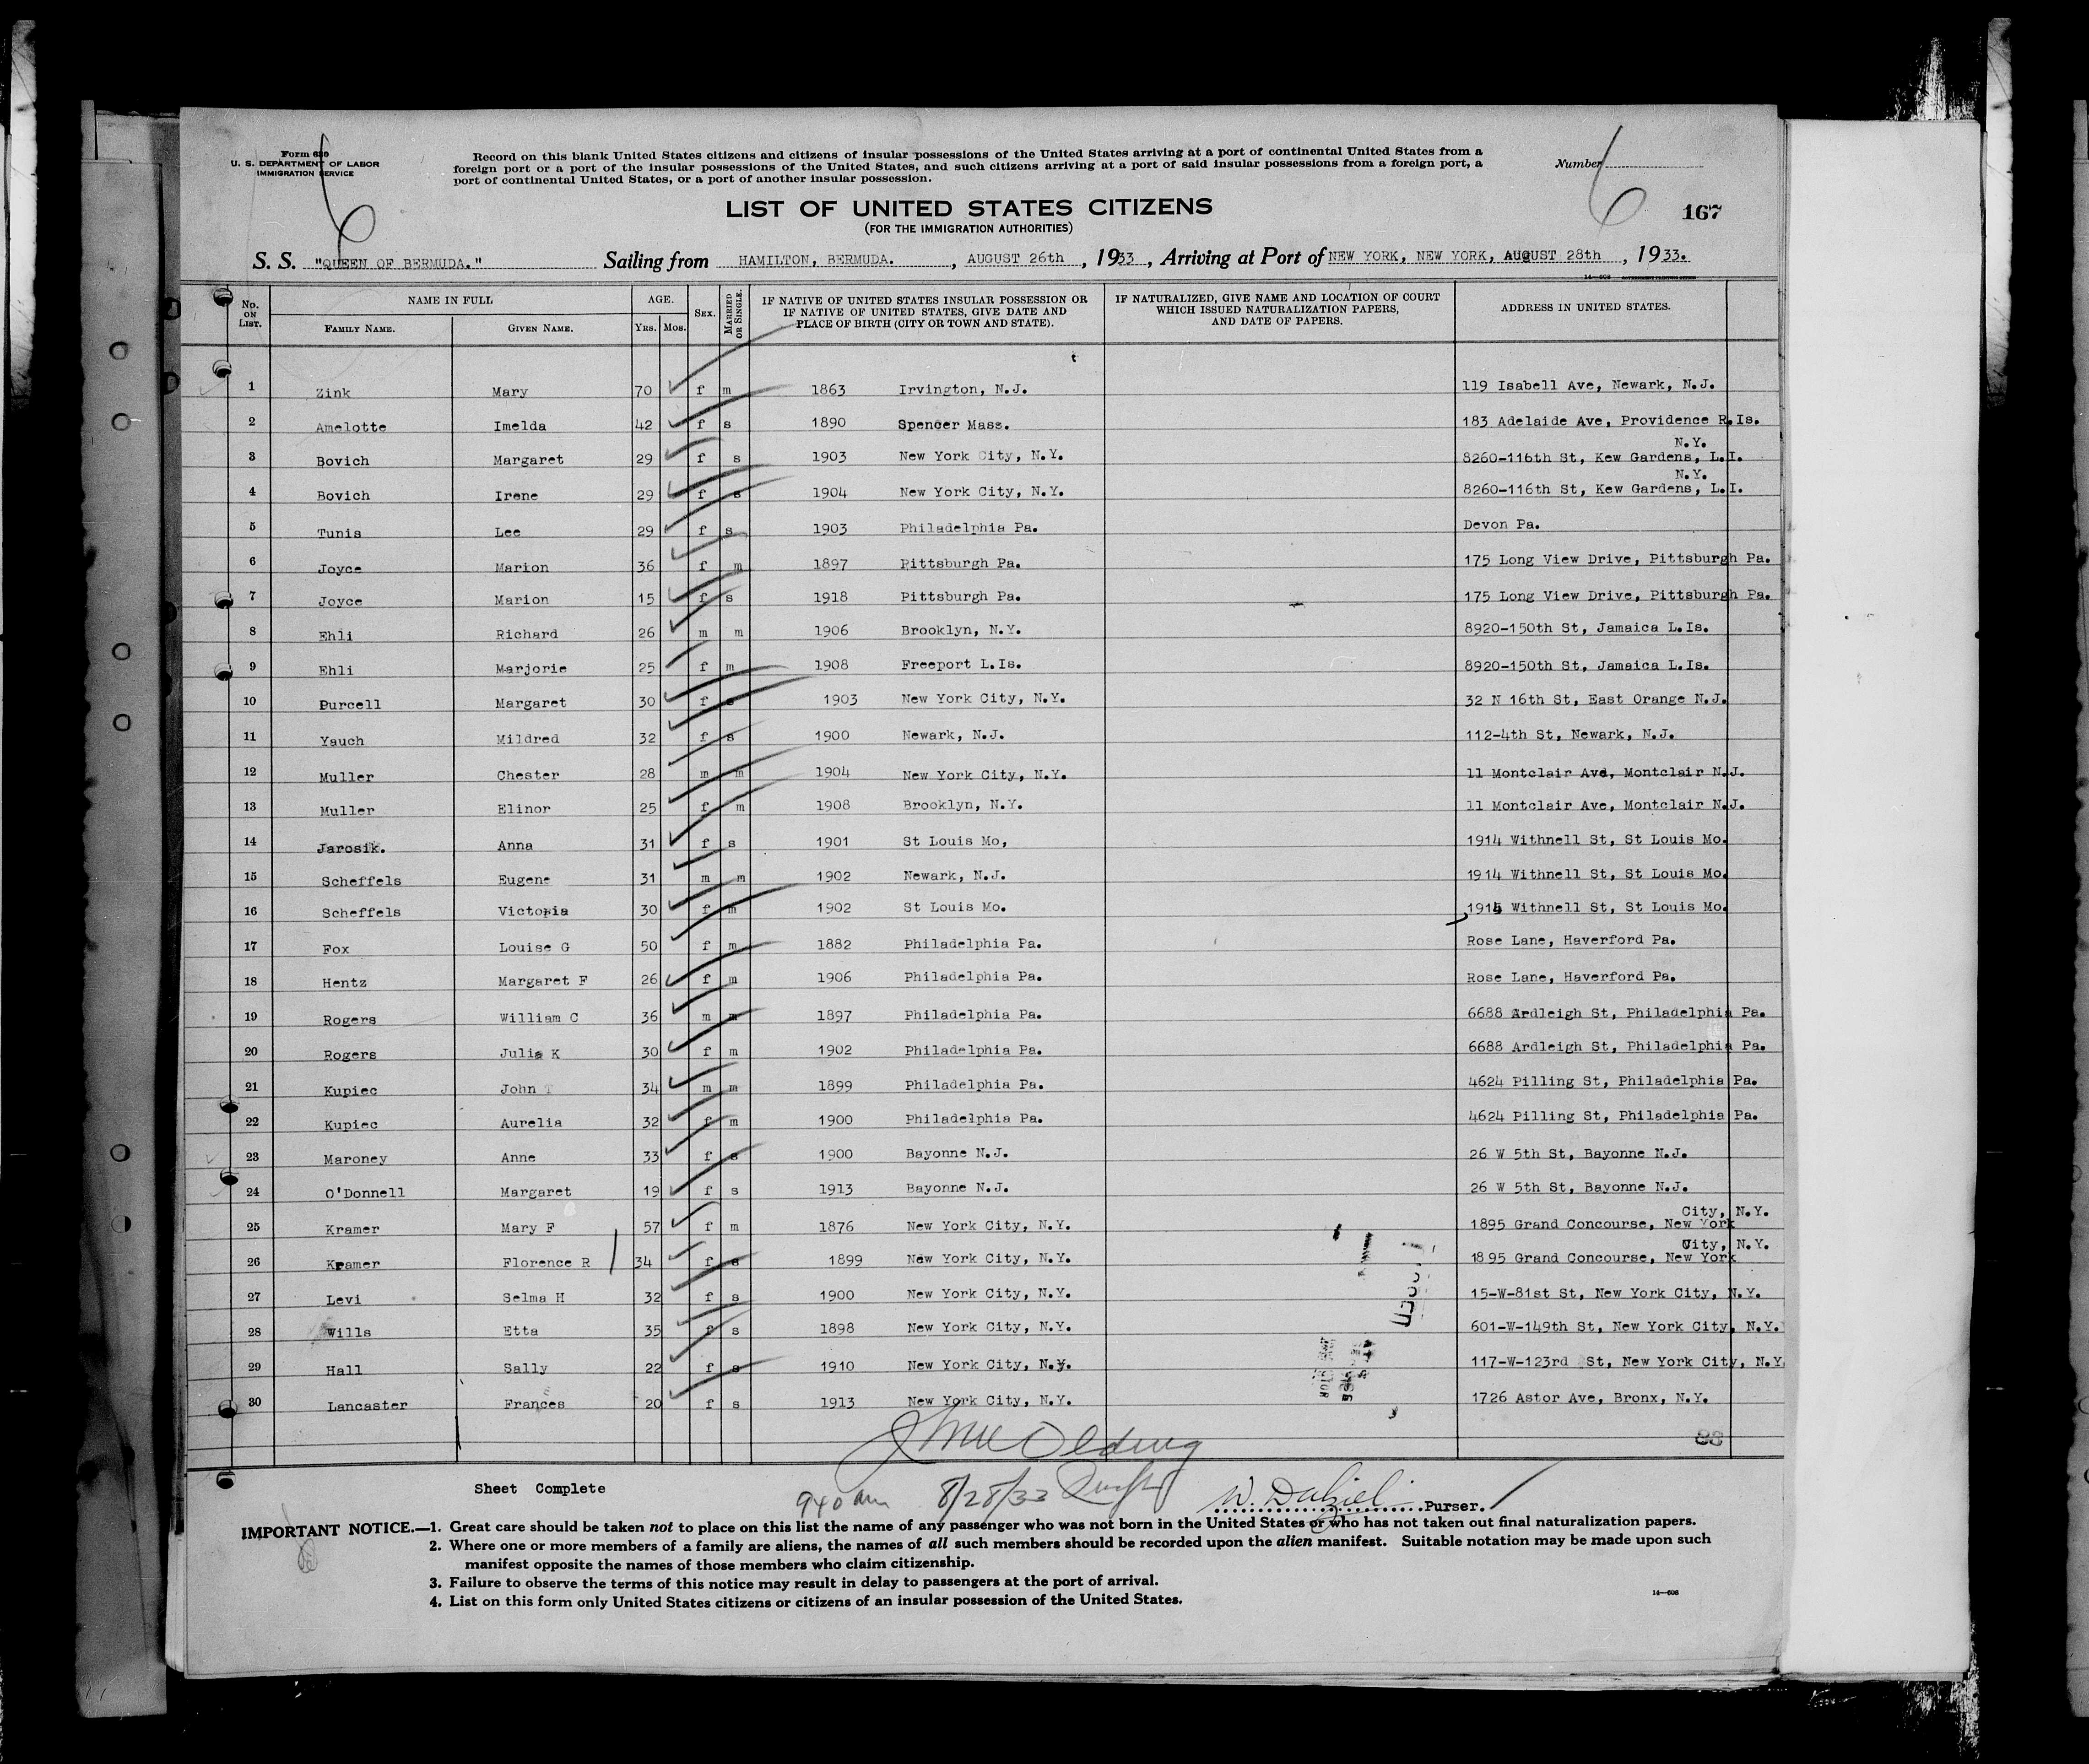 Form 630
U. S. DEPARTMENT OF LABOR
IMMIGRATION SERVICE
Record on this blank United States citizens and citizens of insular possessions of the United States arriving at a port of continental United States from a
foreign port or a port of the insular possessions of the United States, and such citizens arriving at a port of said insular possessions from a foreign port, a
port of continental United States, or a port of another insular possession.
Number
6
6
167
LIST OF UNITED STATES CITIZENS
(FOR THE IMMIGRATION AUTHORITIES)
S. S. "QUEEN OF BERMUDA." Sailing from HAMILTON, BERMUDA. , AUGUST 26th , 1933 , Arriving at Port of NEW YORK, NEW YORK, AUGUST 28th , 1933.
No. ON LIST. NAME IN FULL FAMILY NAME. GIVEN NAME. AGE. YRS. MOS. SEX. MARRIED OR SINGLE. IF NATIVE OF UNITED STATES INSULAR POSSESSION OR IF NATIVE OF UNITED STATES, GIVE DATE AND PLACE OF BIRTH (CITY OR TOWN AND STATE). IF NATURALIZED, GIVE NAME AND LOCATION OF COURT WHICH ISSUED NATURALIZATION PAPERS, AND DATE OF PAPERS. ADDRESS IN UNITED STATES.
1 Zink Mary 70 f m 1863 Irvington, N.J. 119 Isabell Ave, Newark, N.J.
2 Amelotte Imelda 42 f s 1890 Spencer Mass. 183 Adelaide Ave, Providence R.Is.
3 Bovich Margaret 29 f s 1903 New York City, N.Y. 8260-116th St, Kew Gardens, L.I. N.Y.
4 Bovich Irene 29 f s 1904 New York City, N.Y. 8260-116th St, Kew Gardens, L.I. N.Y.
5 Tunis Lee 29 f s 1903 Philadelphia Pa. Devon Pa.
6 Joyce Marion 36 f m 1897 Pittsburgh Pa. 175 Long View Drive, Pittsburgh Pa.
7 Joyce Marion 15 f s 1918 Pittsburgh Pa. 175 Long View Drive, Pittsburgh Pa.
8 Ehli Richard 26 m m 1906 Brooklyn, N.Y. 8920-150th St, Jamaica L.Is.
9 Ehli Marjorie 25 f m 1908 Freeport L.Is. 8920-150th St, Jamaica L.Is.
10 Purcell Margaret 30 f s 1903 New York City, N.Y. 32 N 16th St, East Orange N.J.
11 Yauch Mildred 32 f s 1900 Newark, N.J. 112-4th St, Newark, N.J.
12 Muller Chester 28 m m 1904 New York City, N.Y. 11 Montclair Ave, Montclair N.J.
13 Muller Elinor 25 f m 1908 Brooklyn, N.Y. 11 Montclair Ave, Montclair N.J.
14 Jarosik. Anna 31 f s 1901 St Louis Mo, 1914 Withnell St, St Louis Mo.
15 Scheffels Eugene 31 m m 1902 Newark, N.J. 1914 Withnell St, St Louis Mo.
16 Scheffels Victoria 30 f m 1902 St Louis Mo. 1914 Withnell St, St Louis Mo.
17 Fox Louise G 50 f m 1882 Philadelphia Pa. Rose Lane, Haverford Pa.
18 Hentz Margaret F 26 f m 1906 Philadelphia Pa. Rose Lane, Haverford Pa.
19 Rogers William C 36 m m 1897 Philadelphia Pa. 6688 Ardleigh St, Philadelphia Pa.
20 Rogers Julia K 30 f m 1902 Philadelphia Pa. 6688 Ardleigh St, Philadelphia Pa.
21 Kupiec John T 34 m m 1899 Philadelphia Pa. 4624 Pilling St, Philadelphia Pa.
22 Kupiec Aurelia 32 f m 1900 Philadelphia Pa. 4624 Pilling St, Philadelphia Pa.
23 Maroney Anne 33 f s 1900 Bayonne N.J. 26 W 5th St, Bayonne N.J.
24 O'Donnell Margaret 19 f s 1913 Bayonne N.J. 26 W 5th St, Bayonne N.J.
25 Kramer Mary F 57 f m 1876 New York City, N.Y. 1895 Grand Concourse, New York City, N.Y.
26 Kramer Florence R 34 f s 1899 New York City, N.Y. 1895 Grand Concourse, New York City, N.Y.
27 Levi Selma H 32 f s 1900 New York City, N.Y. 15-W-81st St, New York City, N.Y.
28 Wills Etta 35 f s 1898 New York City, N.Y. 601-W-149th St, New York City, N.Y.
29 Hall Sally 22 f s 1910 New York City, N.Y. 117-W-123rd St, New York City, N.Y
30 Lancaster Frances 20 f s 1913 New York City, N.Y. 1726 Astor Ave, Bronx, N.Y.
88
Sheet Complete
940 am 8/28/33
W. Dalziel Purser.
IMPORTANT NOTICE.—1. Great care should be taken not to place on this list the name of any passenger who was not born in the United States or who has not taken out final naturalization papers.
2. Where one or more members of a family are aliens, the names of all such members should be recorded upon the alien manifest. Suitable notation may be made upon such
manifest opposite the names of those members who claim citizenship.
3. Failure to observe the terms of this notice may result in delay to passengers at the port of arrival.
4. List on this form only United States citizens or citizens of an insular possession of the United States.
14—608